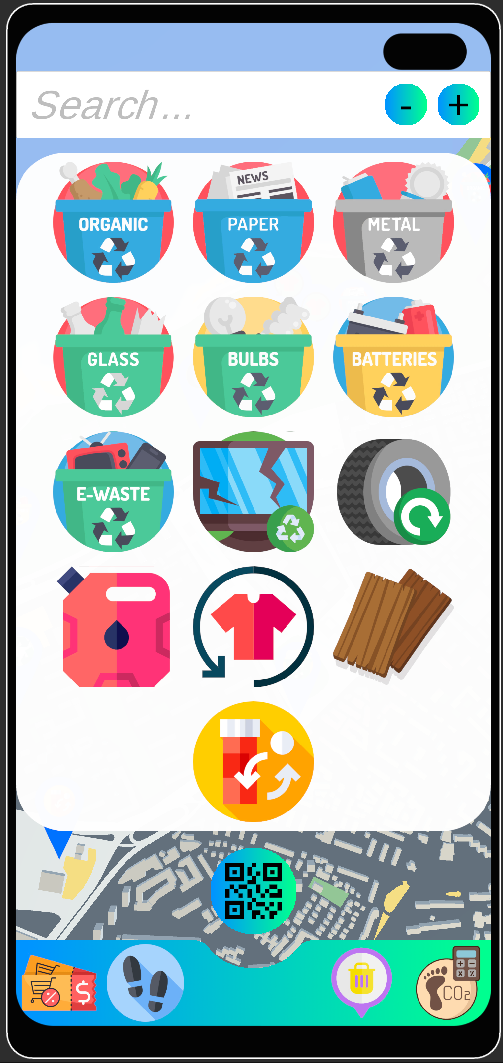 Search...
-
+
NEWS
ORGANIC
PAPER
METAL
GLASS
BULBS
BATTERIES
E-WASTE
%
$
CO₂